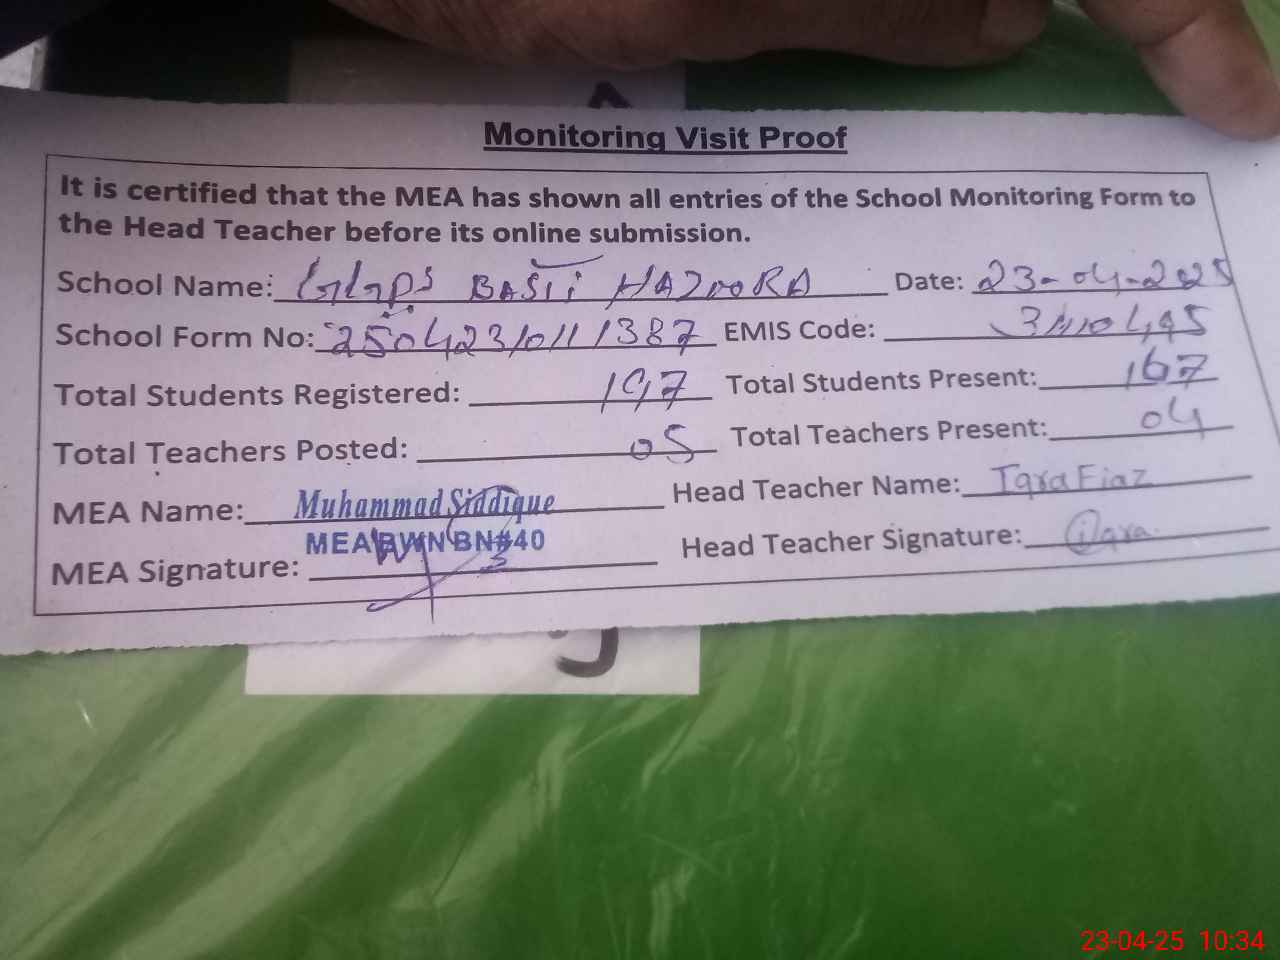 Monitoring Visit Proof
It is certified that the MEA has shown all entries of the School Monitoring Form to
the Head Teacher before its online submission.
School Name: GGPS BASTI HAZOORA Date: 23-04-2025
School Form No: 250423/011/1387 EMIS Code: 31110495
Total Students Registered: 197 Total Students Present: 167
Total Teachers Posted: 05 Total Teachers Present: 04
MEA Name: Muhammad Siddique Head Teacher Name: Iqra Fiaz
MEA BWN BN#40
MEA Signature: Head Teacher Signature: Iqra
23-04-25 10:34